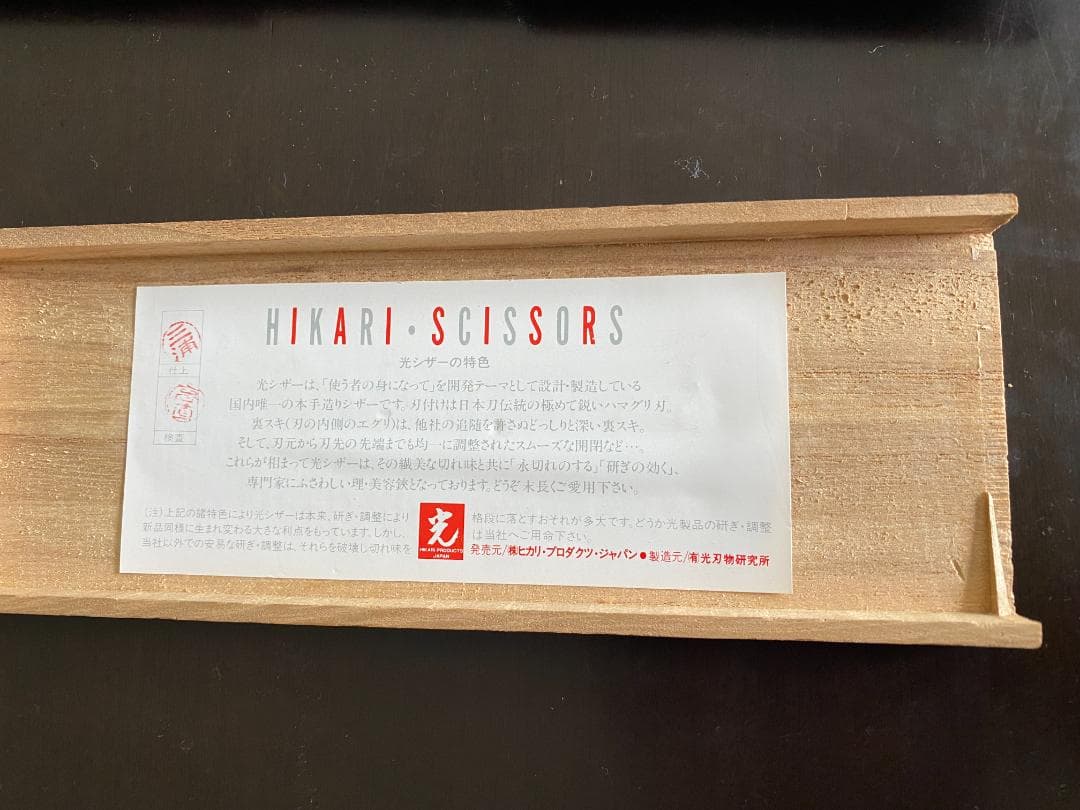 HIKARI・SCISSORS
光シザーの特色
三浦
仕上
検査
光シザーは、「使う者の身になって」を開発テーマとして設計・製造している
国内唯一の本手造りシザーです。刃付けは日本刀伝統の極めて鋭いハマグリ刃。
裏スキ(刃の内側のエグリ)は、他社の追随を許さぬどっしりと深い裏スキ。
そして、刃元から刃先の先端までも均一に調整されたスムーズな開閉など…。
これらが相まって光シザーは、その繊美な切れ味と共に「永切れのする」「研ぎの効く」、
専門家にふさわしい理・美容鋏となっております。どうぞ末長くご愛用下さい。
(注)上記の諸特色により光シザーは本来、研ぎ・調整により
新品同様に生まれ変わる大きな利点をもっています。しかし、
当社以外での安易な研ぎ・調整は、それらを破壊し切れ味を
光
HIKARI PRODUCTS
JAPAN
格段に落とすおそれが多大です。どうか光製品の研ぎ・調整
は当社へご用命下さい。
発売元/㈱ヒカリ・プロダクツ・ジャパン●製造元/㈲光刃物研究所